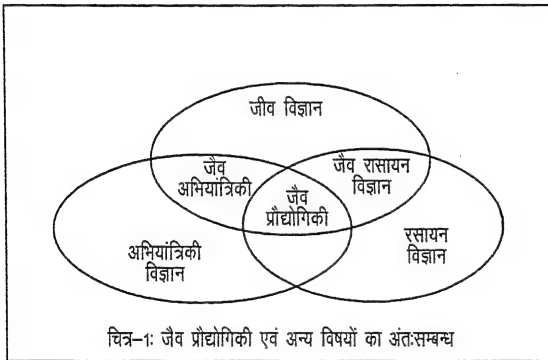 जीव विज्ञान
जैव
अभियांत्रिकी
जैव रासायन
विज्ञान
जैव
प्रौद्योगिकी
अभियांत्रिकी
विज्ञान
रसायन
विज्ञान
चित्र-1: जैव प्रौद्योगिकी एवं अन्य विषयों का अंतःसम्बन्ध